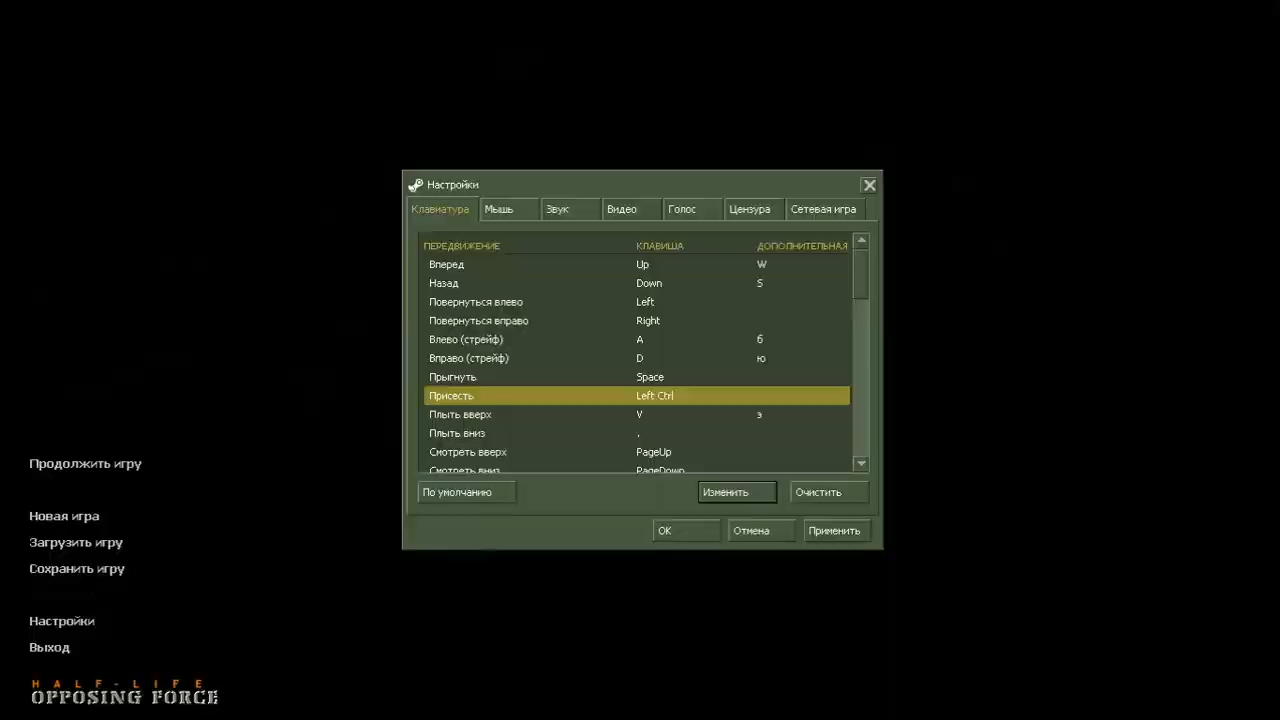 Настройки
Клавиатура Мышь Звук Видео Голос Цензура Сетевая игра
ПЕРЕДВИЖЕНИЕ КЛАВИША ДОПОЛНИТЕЛЬНАЯ
Вперед Up W
Назад Down S
Повернуться влево Left
Повернуться вправо Right
Влево (стрейф) A б
Вправо (стрейф) D ю
Прыгнуть Space
Присесть Left Ctrl
Плыть вверх V э
Плыть вниз .
Смотреть вверх PageUp
Смотреть вниз PageDown
По умолчанию Изменить Очистить
OK Отмена Применить
Продолжить игру
Новая игра
Загрузить игру
Сохранить игру
Настройки
Выход
HALF-LIFE
OPPOSING FORCE